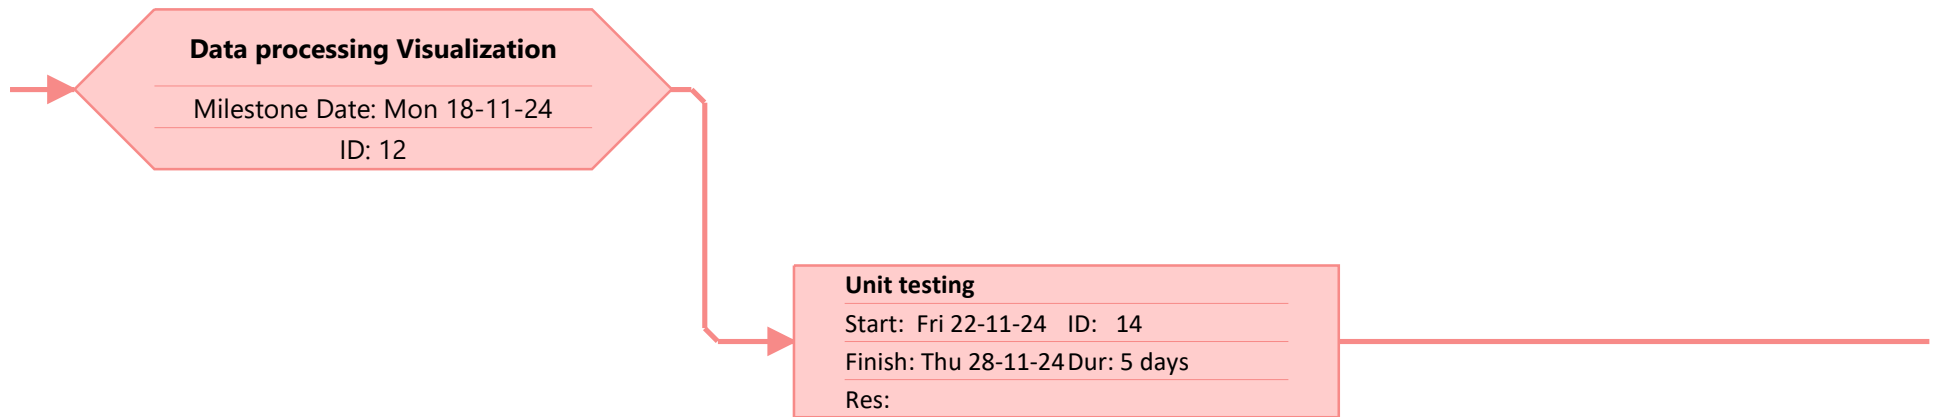 Data processing Visualization
Milestone Date: Mon 18-11-24
ID: 12
Unit testing
Start: Fri 22-11-24 ID: 14
Finish: Thu 28-11-24 Dur: 5 days
Res: